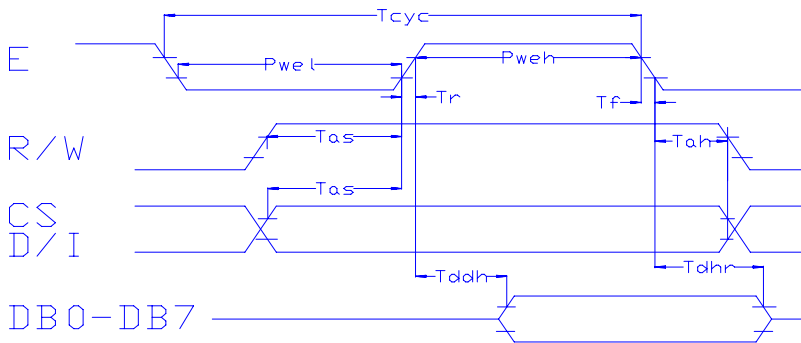 Tcyc
E
Pwel
Pweh
Tr
Tf
R/W
Tas
Tah
Tas
CS
D/I
Tddh
Tdhr
DB0-DB7